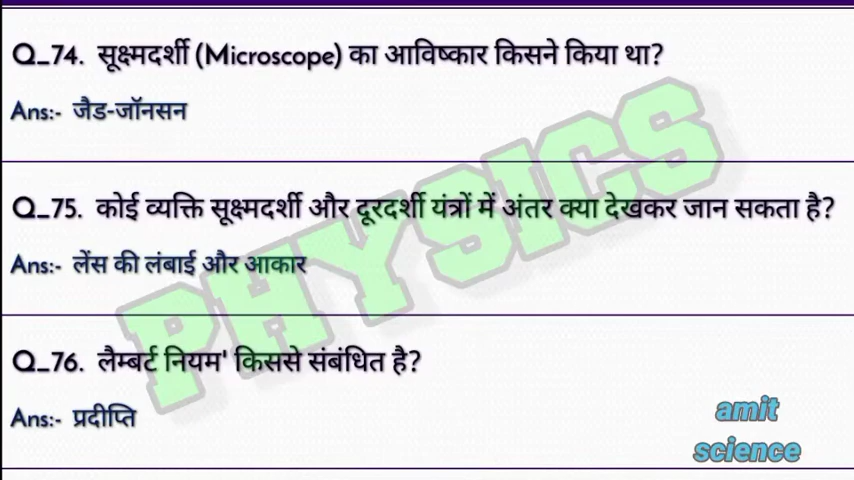 Q_74. सूक्ष्मदर्शी (Microscope) का आविष्कार किसने किया था?
Ans:- जैड-जॉनसन
Q_75. कोई व्यक्ति सूक्ष्मदर्शी और दूरदर्शी यंत्रों में अंतर क्या देखकर जान सकता है?
Ans:- लेंस की लंबाई और आकार
PHYSICS
Q_76. लैम्बर्ट नियम' किससे संबंधित है?
Ans:- प्रदीप्ति
amit
science